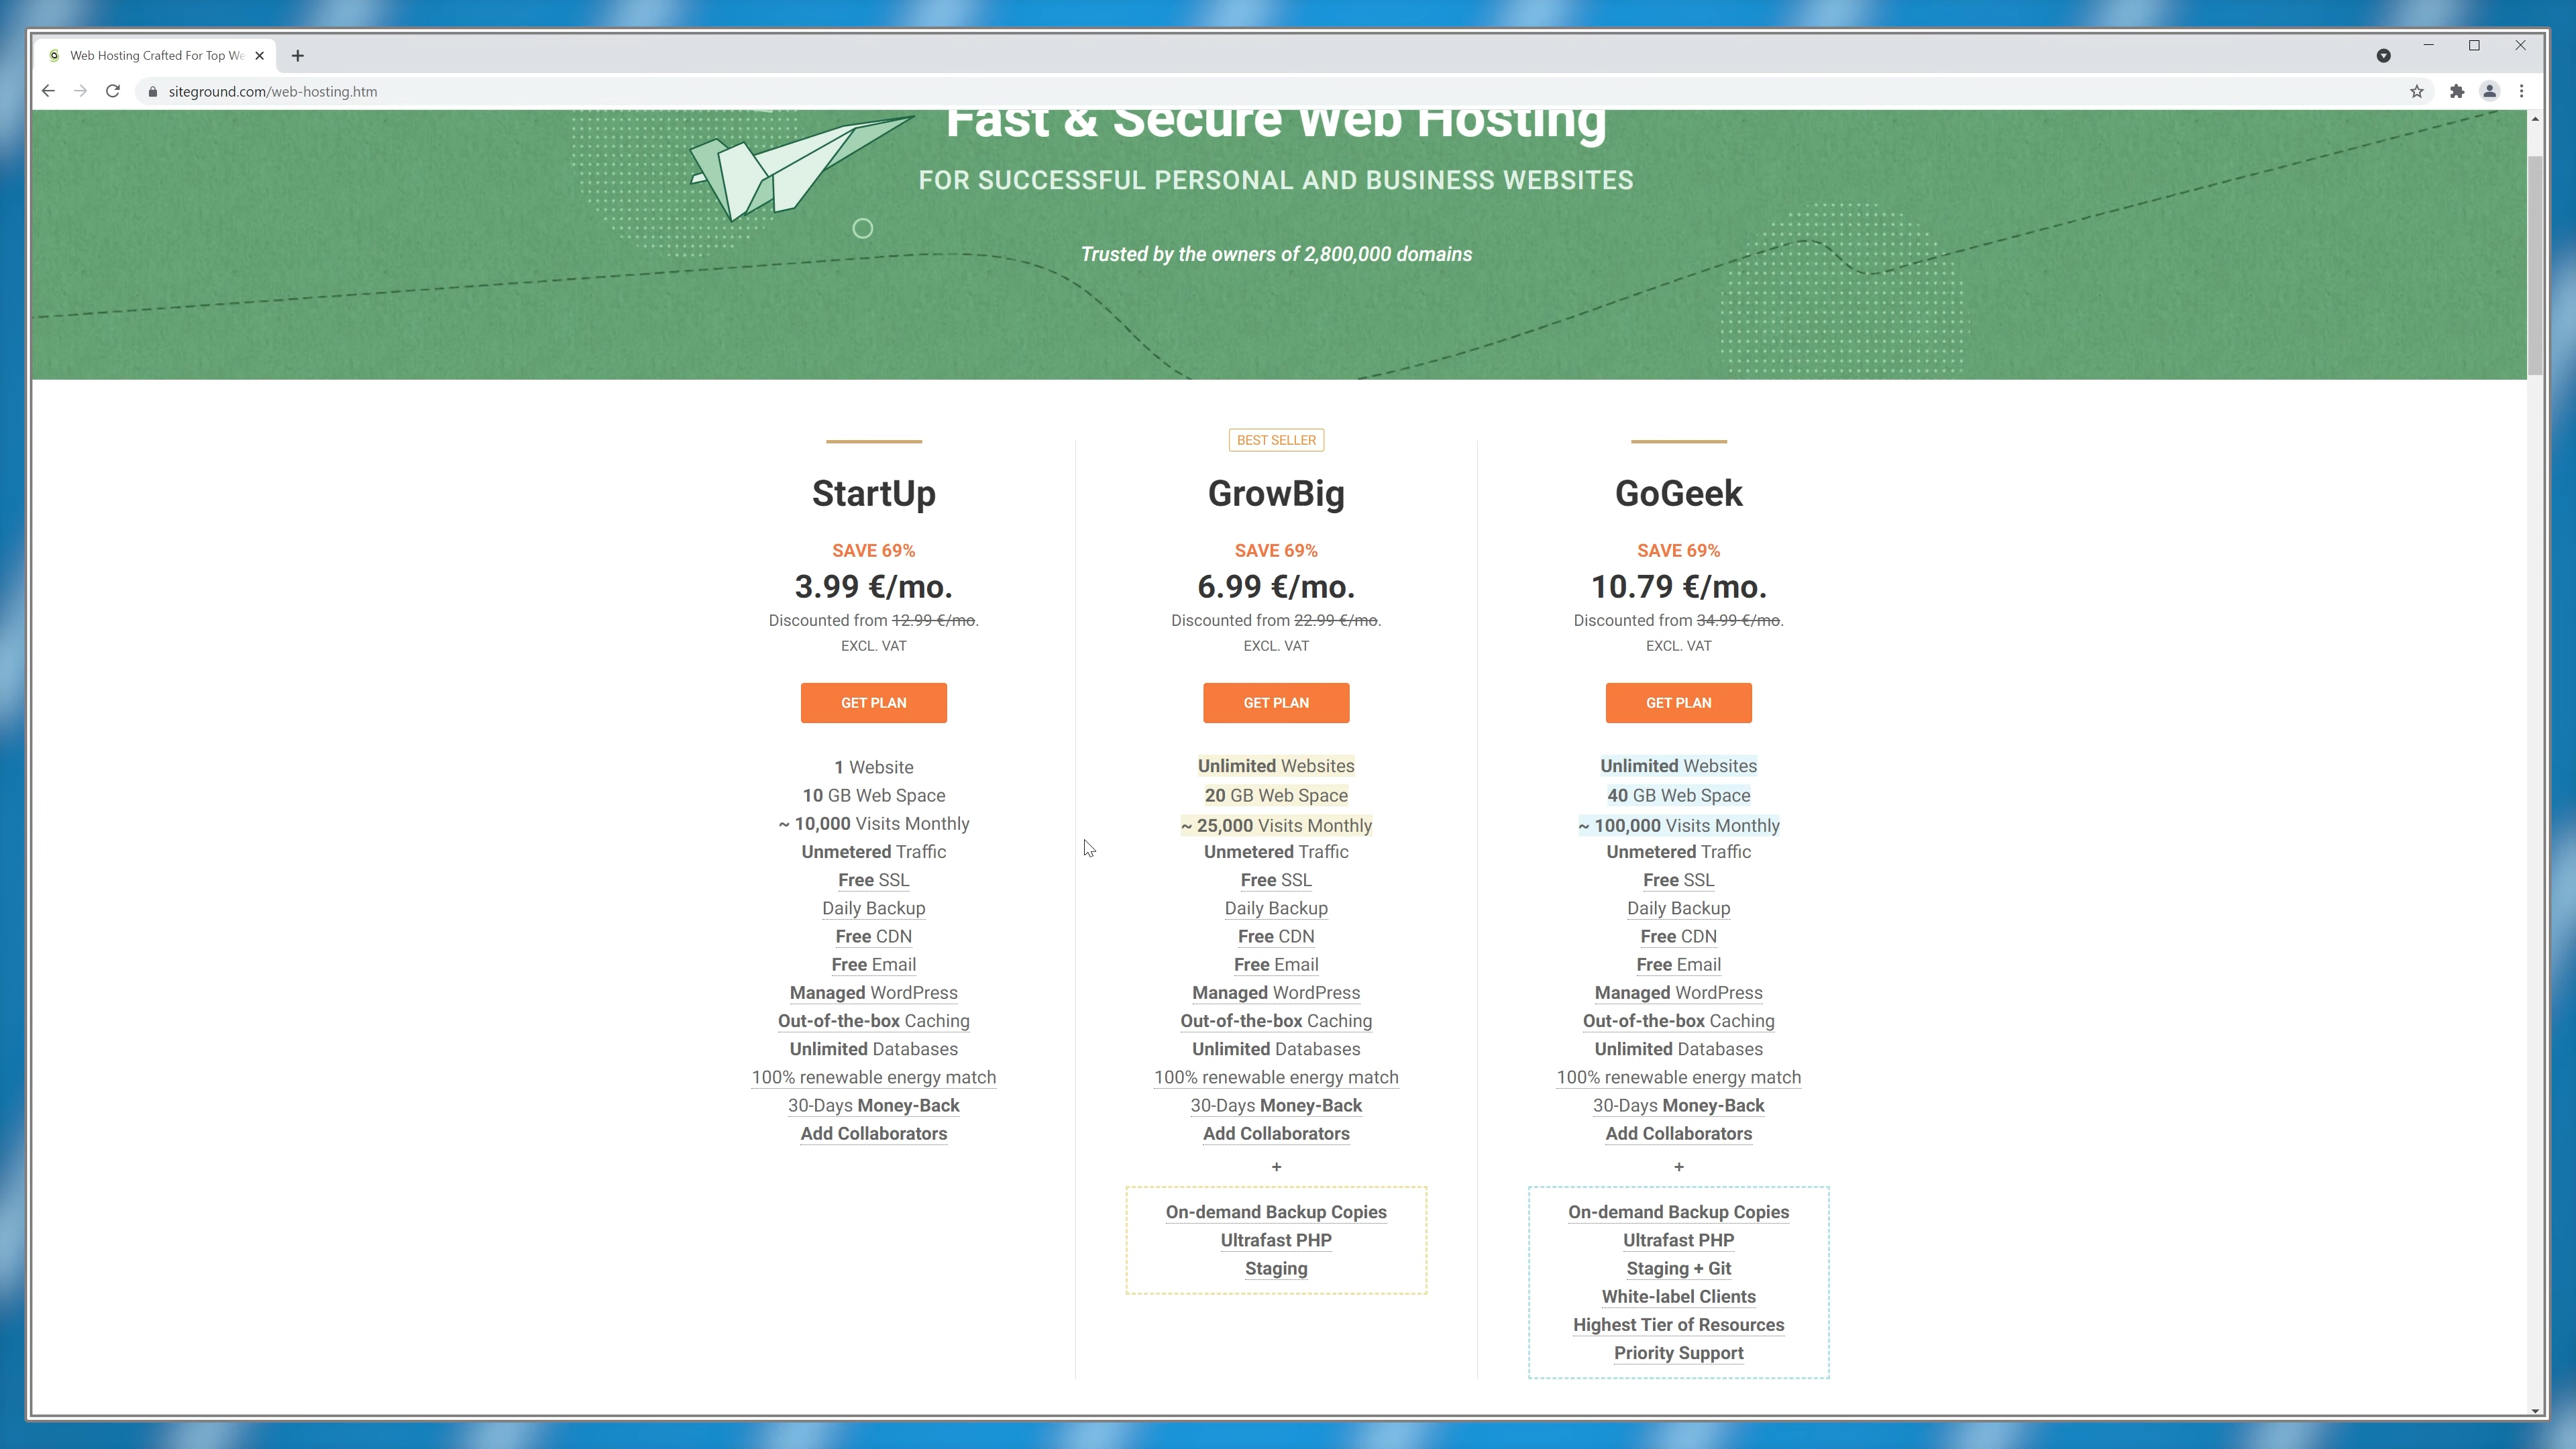 Web Hosting Crafted For Top We
siteground.com/web-hosting.htm
Fast & Secure Web Hosting
FOR SUCCESSFUL PERSONAL AND BUSINESS WEBSITES
Trusted by the owners of 2,800,000 domains
StartUp
SAVE 69%
3.99 €/mo.
Discounted from 12.99 €/mo.
EXCL. VAT
GET PLAN
1 Website
10 GB Web Space
~ 10,000 Visits Monthly
Unmetered Traffic
Free SSL
Daily Backup
Free CDN
Free Email
Managed WordPress
Out-of-the-box Caching
Unlimited Databases
100% renewable energy match
30-Days Money-Back
Add Collaborators
BEST SELLER
GrowBig
SAVE 69%
6.99 €/mo.
Discounted from 22.99 €/mo.
EXCL. VAT
GET PLAN
Unlimited Websites
20 GB Web Space
~ 25,000 Visits Monthly
Unmetered Traffic
Free SSL
Daily Backup
Free CDN
Free Email
Managed WordPress
Out-of-the-box Caching
Unlimited Databases
100% renewable energy match
30-Days Money-Back
Add Collaborators
+
On-demand Backup Copies
Ultrafast PHP
Staging
GoGeek
SAVE 69%
10.79 €/mo.
Discounted from 34.99 €/mo.
EXCL. VAT
GET PLAN
Unlimited Websites
40 GB Web Space
~ 100,000 Visits Monthly
Unmetered Traffic
Free SSL
Daily Backup
Free CDN
Free Email
Managed WordPress
Out-of-the-box Caching
Unlimited Databases
100% renewable energy match
30-Days Money-Back
Add Collaborators
+
On-demand Backup Copies
Ultrafast PHP
Staging + Git
White-label Clients
Highest Tier of Resources
Priority Support